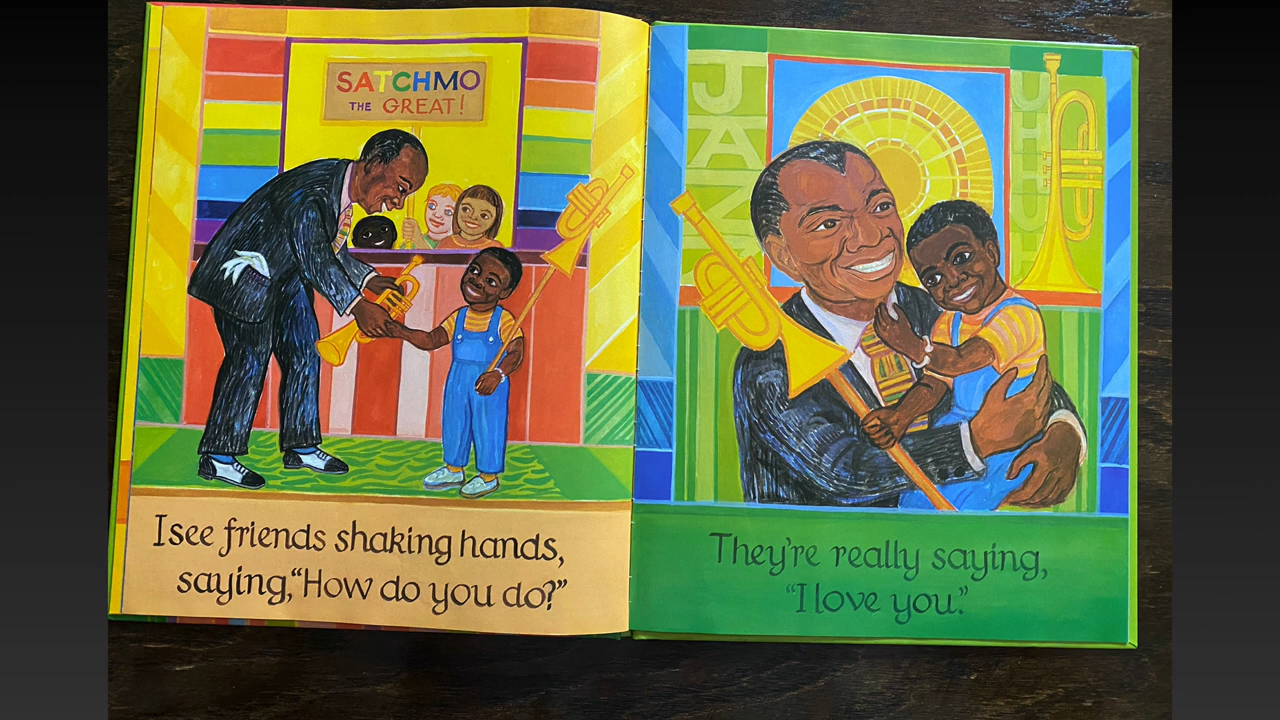 SATCHMO
THE GREAT!
I see friends shaking hands,
saying, “How do you do?”
JAZZ
They're really saying,
“I love you.”